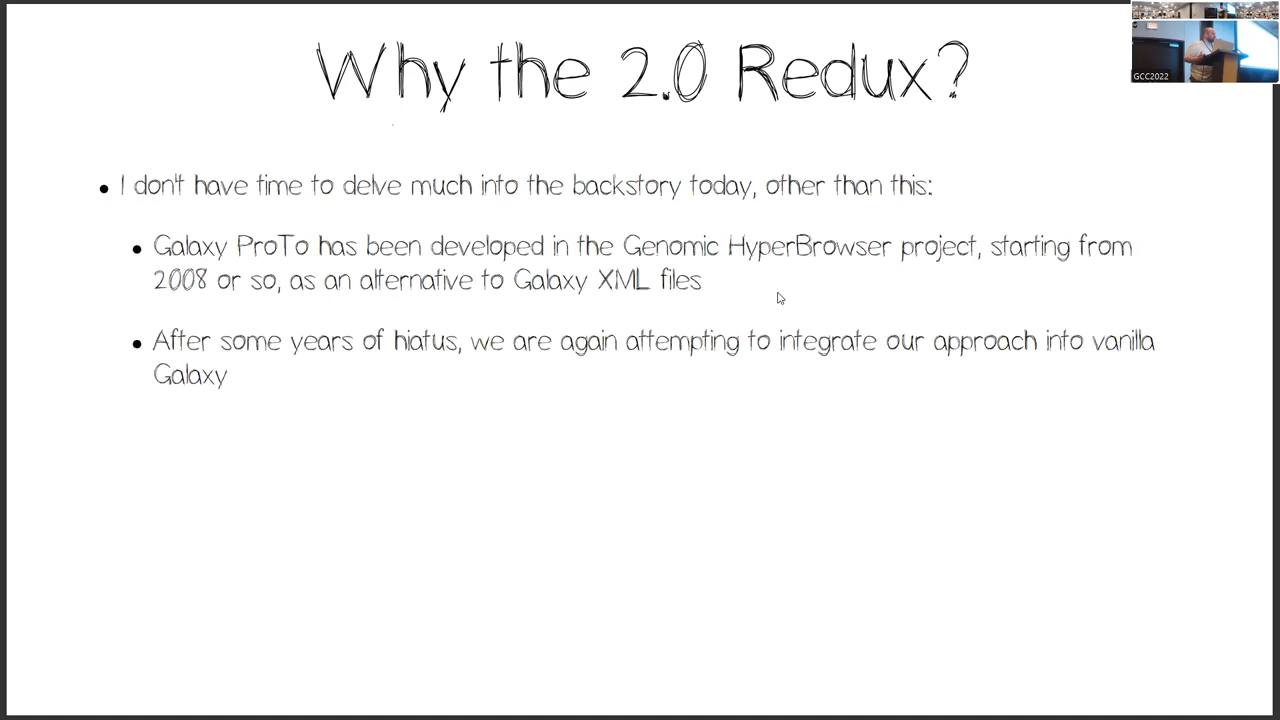 Why the 2.0 Redux?
I don't have time to delve much into the backstory today, other than this:
Galaxy ProTo has been developed in the Genomic HyperBrowser project, starting from
2008 or so, as an alternative to Galaxy XML files
After some years of hiatus, we are again attempting to integrate our approach into vanilla
Galaxy
GCC2022